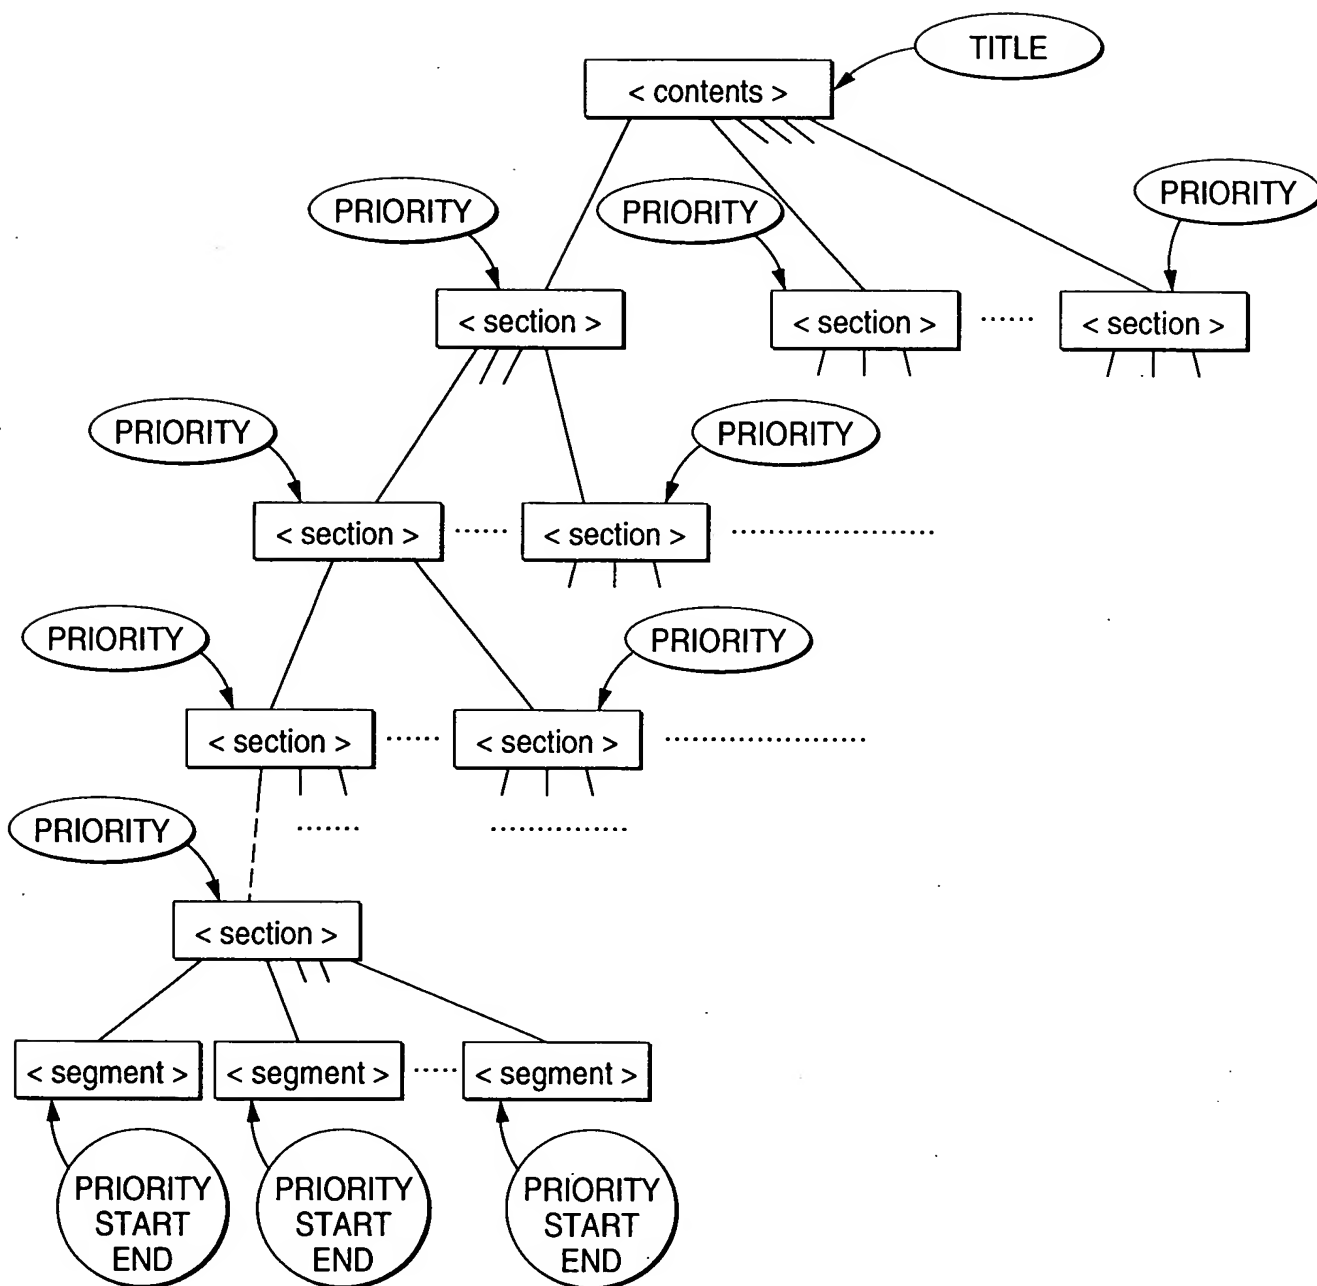 TITLE
< contents >
PRIORITY
PRIORITY
PRIORITY
< section >
< section >
< section >
PRIORITY
PRIORITY
< section >
< section >
PRIORITY
PRIORITY
< section >
< section >
PRIORITY
< section >
< segment >
< segment >
< segment >
PRIORITY
START
END
PRIORITY
START
END
PRIORITY
START
END